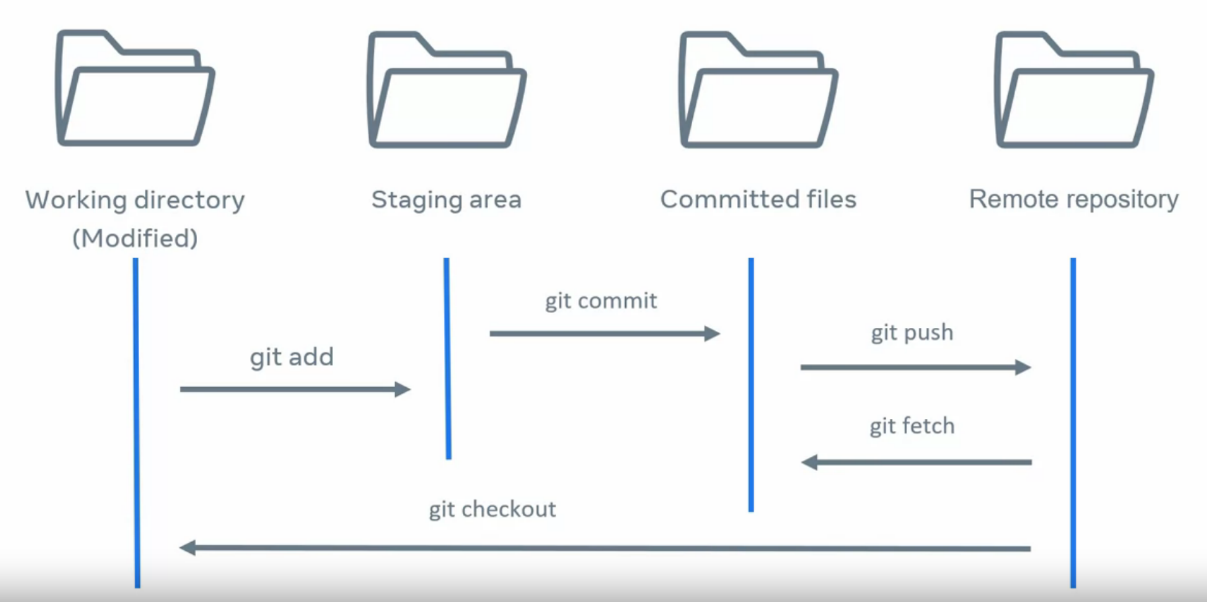 Working directory
(Modified)
Staging area
Committed files
Remote repository
git commit
git push
git add
git fetch
git checkout